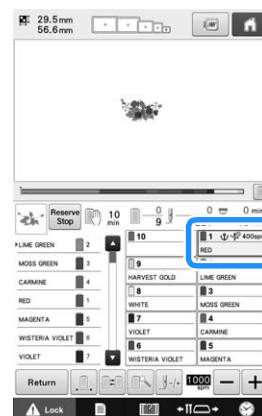 29.5mm
56.6mm
Reserve Stop
10 min
0
9
0
0 min
LIME GREEN 2
MOSS GREEN 3
CARMINE 4
RED 1
MAGENTA 5
WISTERIA VIOLET 6
VIOLET 7
10
1 400spm
RED
9
HARVEST GOLD
LIME GREEN
8
WHITE
3
MOSS GREEN
7
VIOLET
4
CARMINE
6
WISTERIA VIOLET
5
MAGENTA
Return
1000 spm
Lock